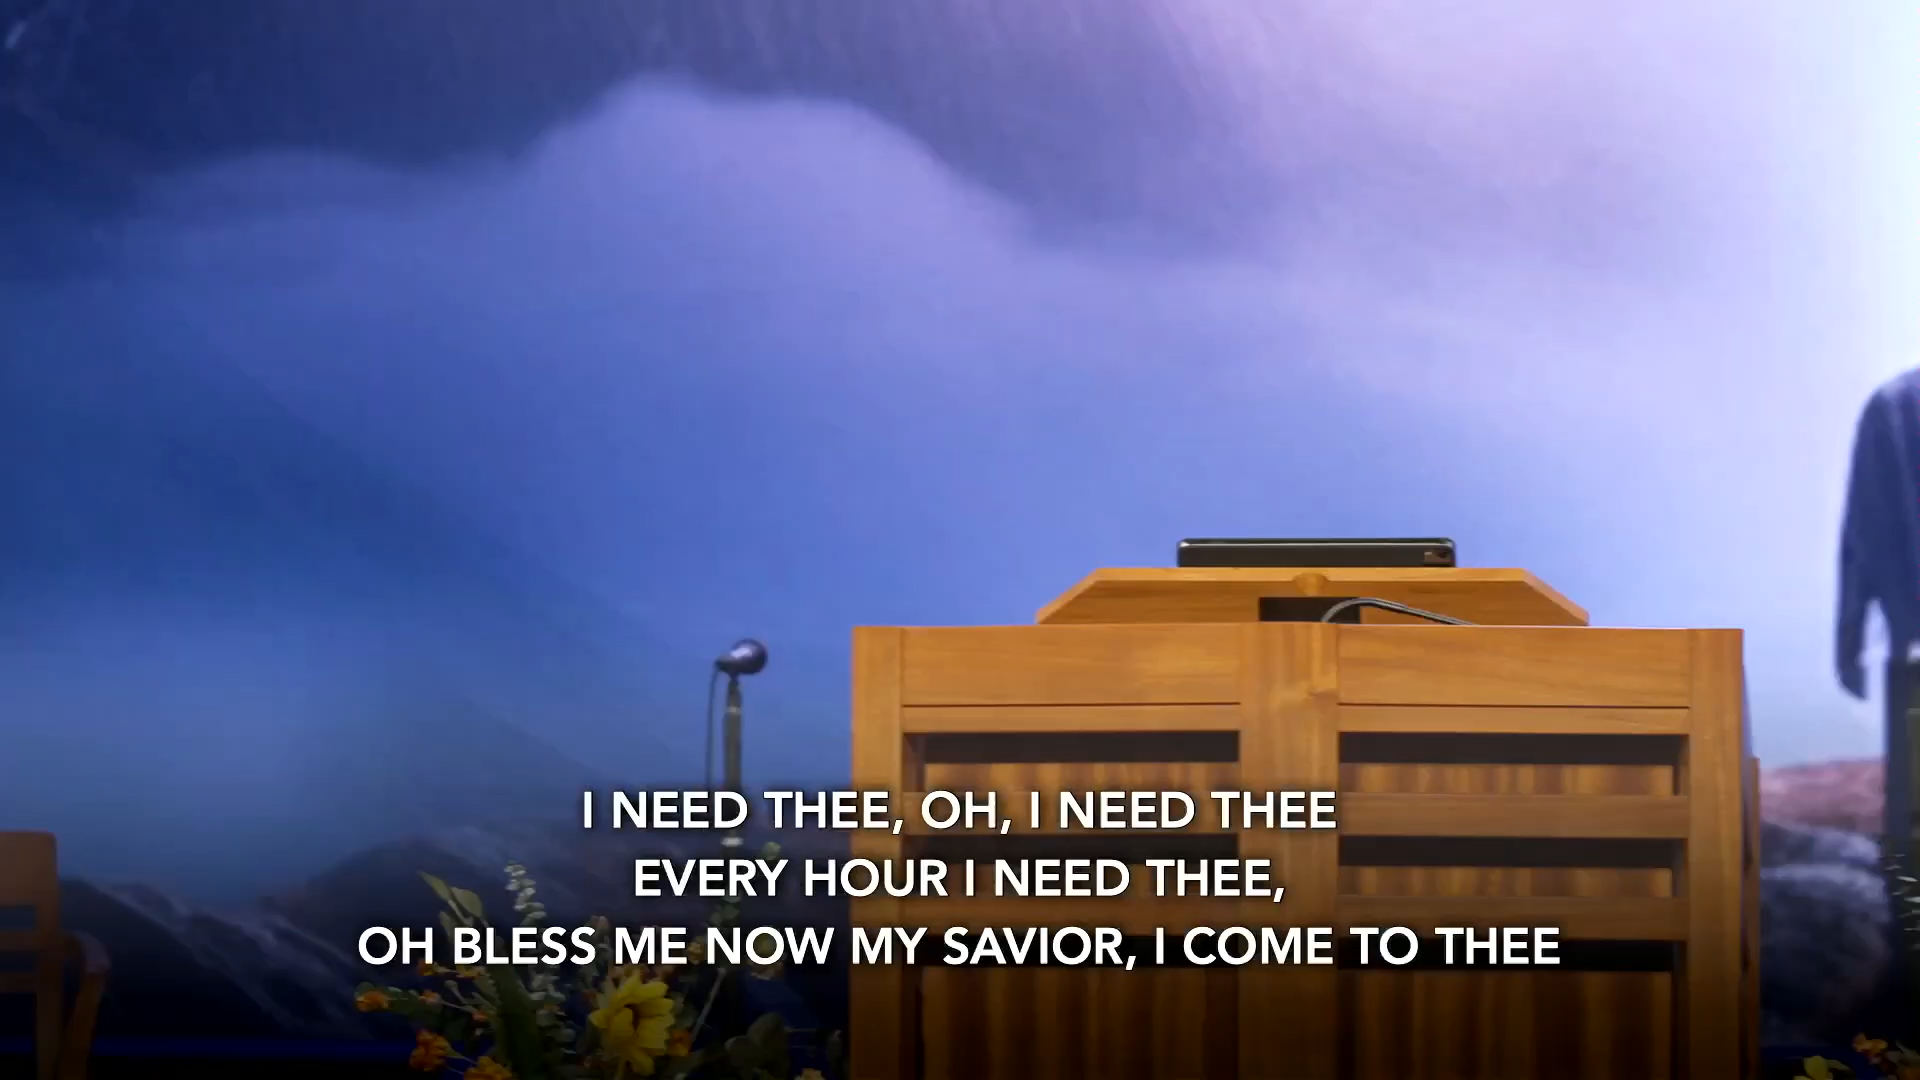 I NEED THEE, OH, I NEED THEE
EVERY HOUR I NEED THEE,
OH BLESS ME NOW MY SAVIOR, I COME TO THEE